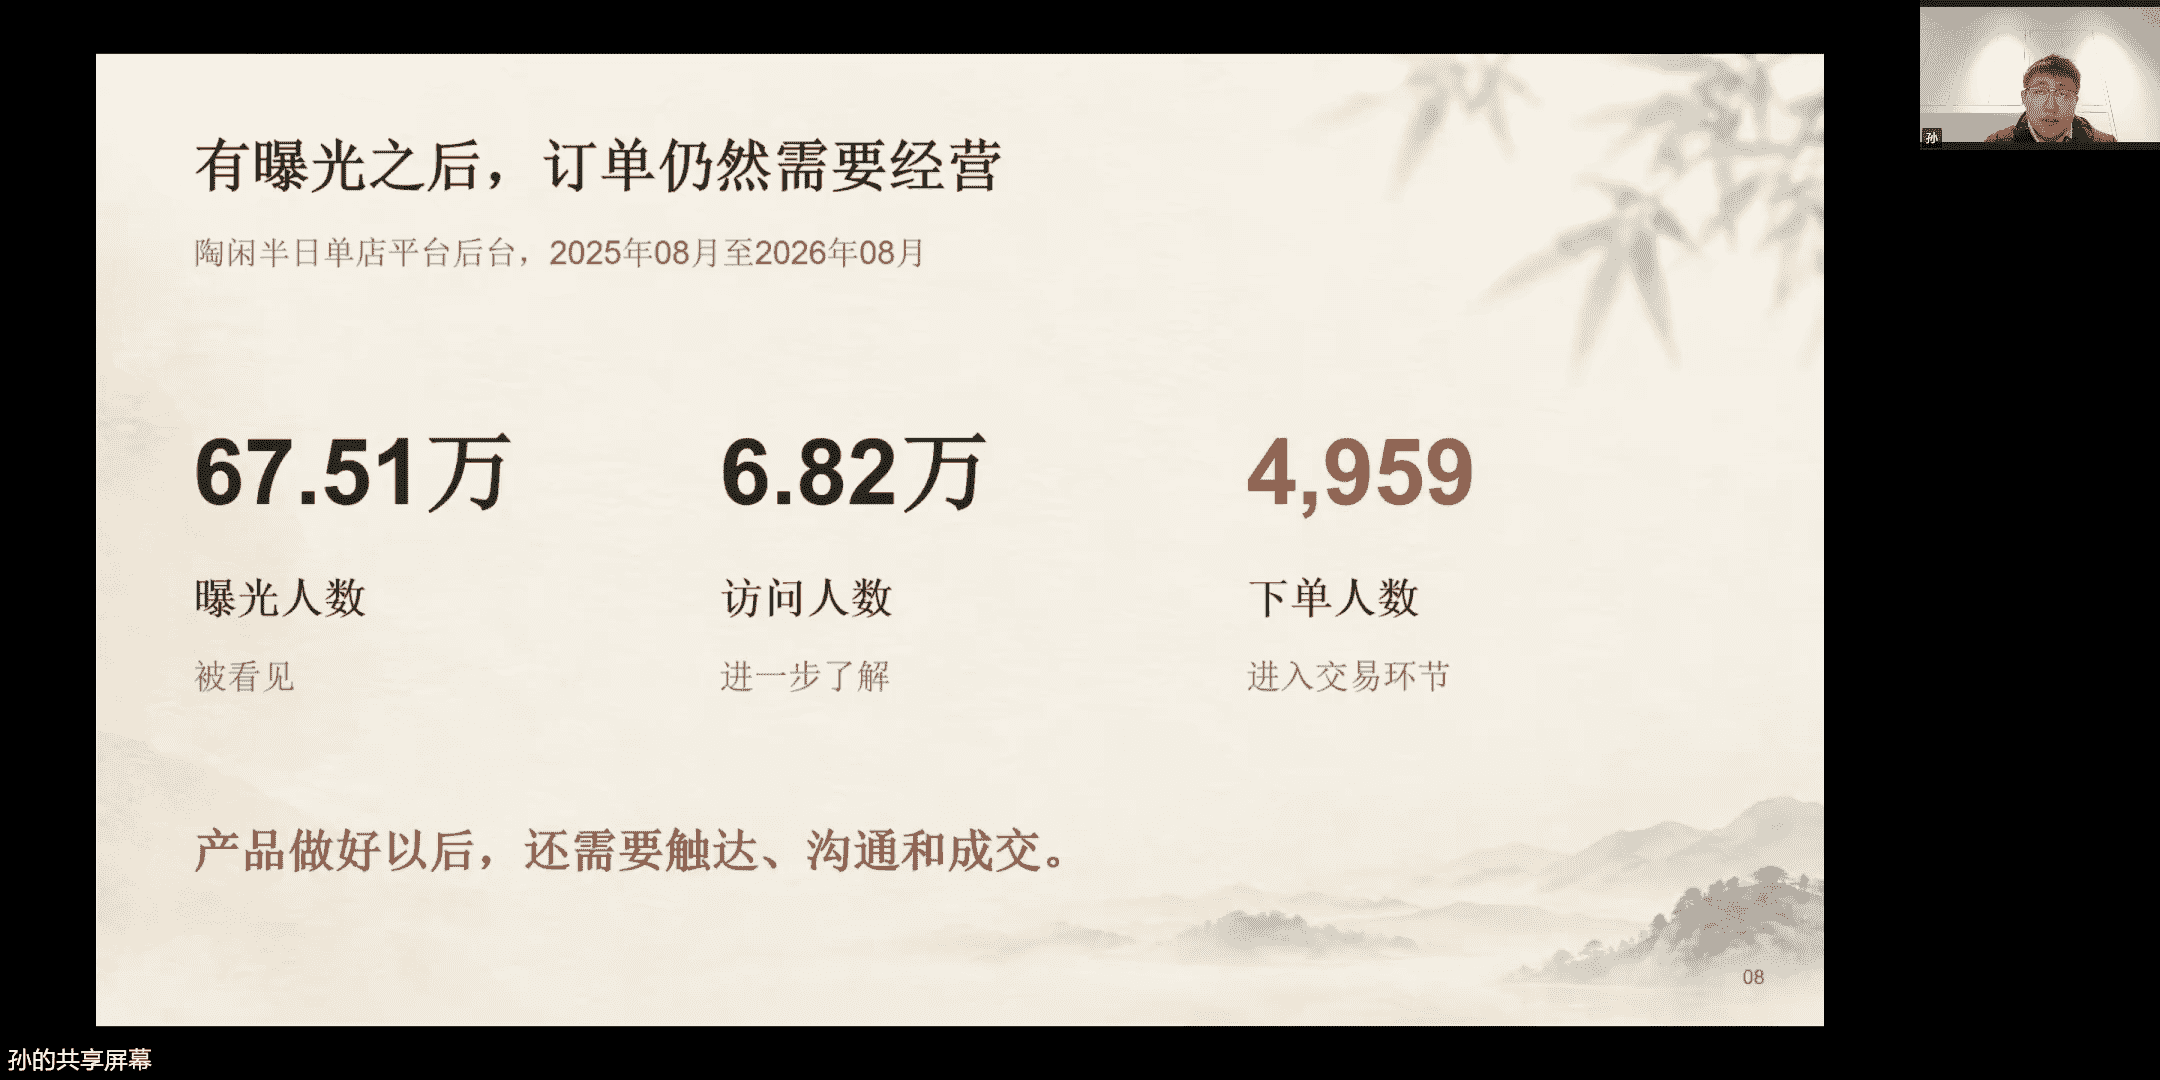 有曝光之后，订单仍然需要经营
陶闲半日单店平台后台，2025年08月至2026年08月
67.51万
6.82万
4,959
曝光人数
访问人数
下单人数
被看见
进一步了解
进入交易环节
产品做好以后，还需要触达、沟通和成交。
08
孙
孙的共享屏幕